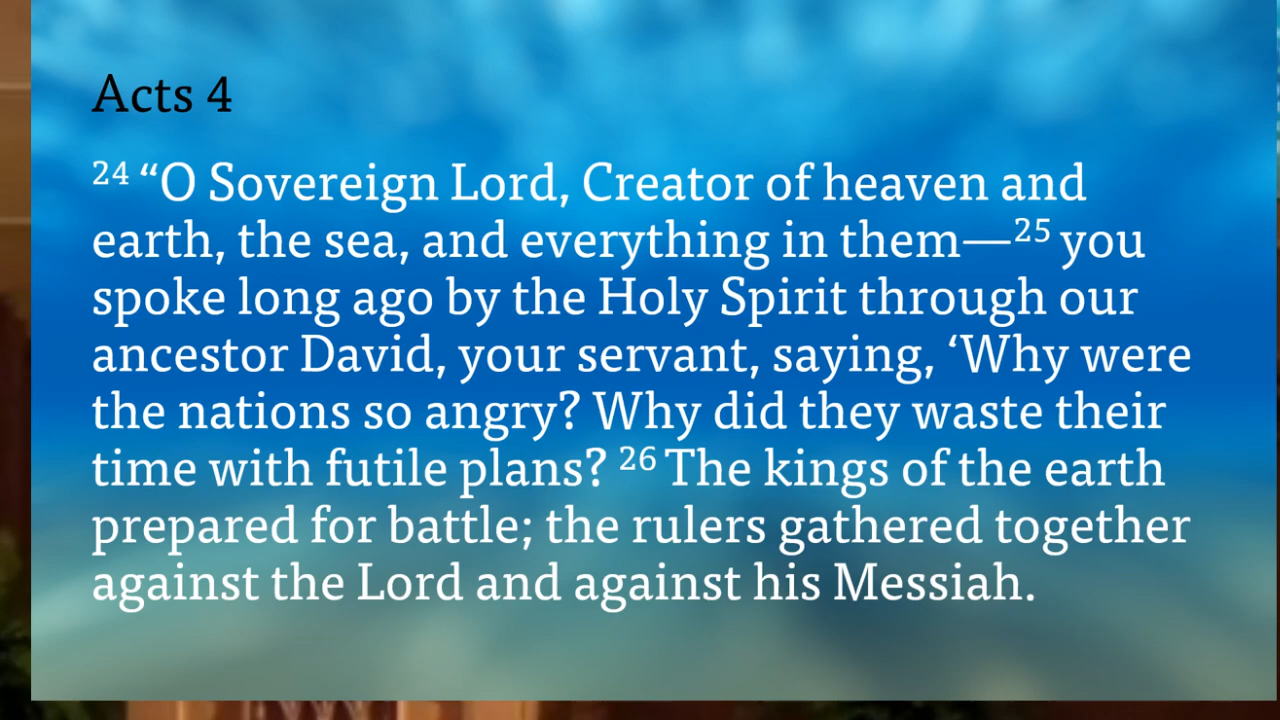 Acts 4
24 “O Sovereign Lord, Creator of heaven and
earth, the sea, and everything in them—25 you
spoke long ago by the Holy Spirit through our
ancestor David, your servant, saying, ‘Why were
the nations so angry? Why did they waste their
time with futile plans? 26 The kings of the earth
prepared for battle; the rulers gathered together
against the Lord and against his Messiah.